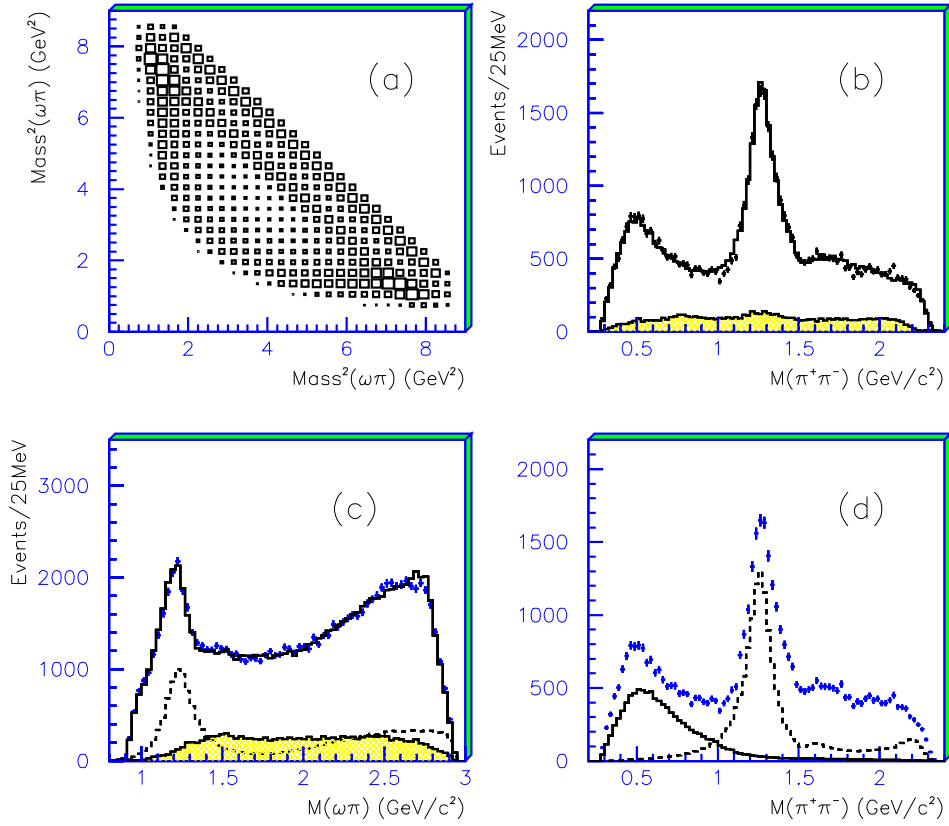 Mass²(ωπ) (GeV²)
8
6
4
2
0
(a)
0 2 4 6 8
Mass²(ωπ) (GeV²)
Events/25MeV
2000
1500
1000
500
0
(b)
0.5 1 1.5 2
M(π⁺π⁻) (GeV/c²)
Events/25MeV
3000
2000
1000
0
(c)
1 1.5 2 2.5 3
M(ωπ) (GeV/c²)
2000
1500
1000
500
0
(d)
0.5 1 1.5 2
M(π⁺π⁻) (GeV/c²)